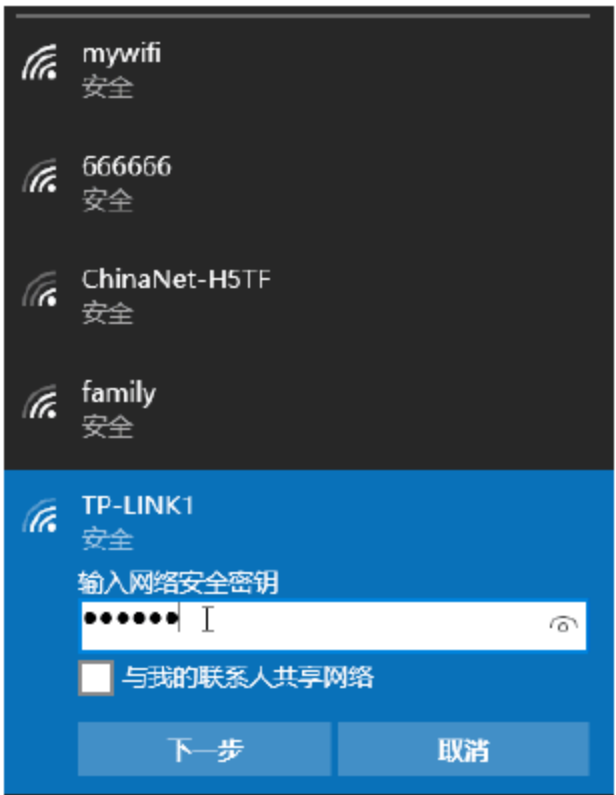 mywifi
安全
666666
安全
ChinaNet-H5TF
安全
family
安全
TP-LINK1
安全
输入网络安全密钥
●●●●●●
与我的联系人共享网络
下一步
取消